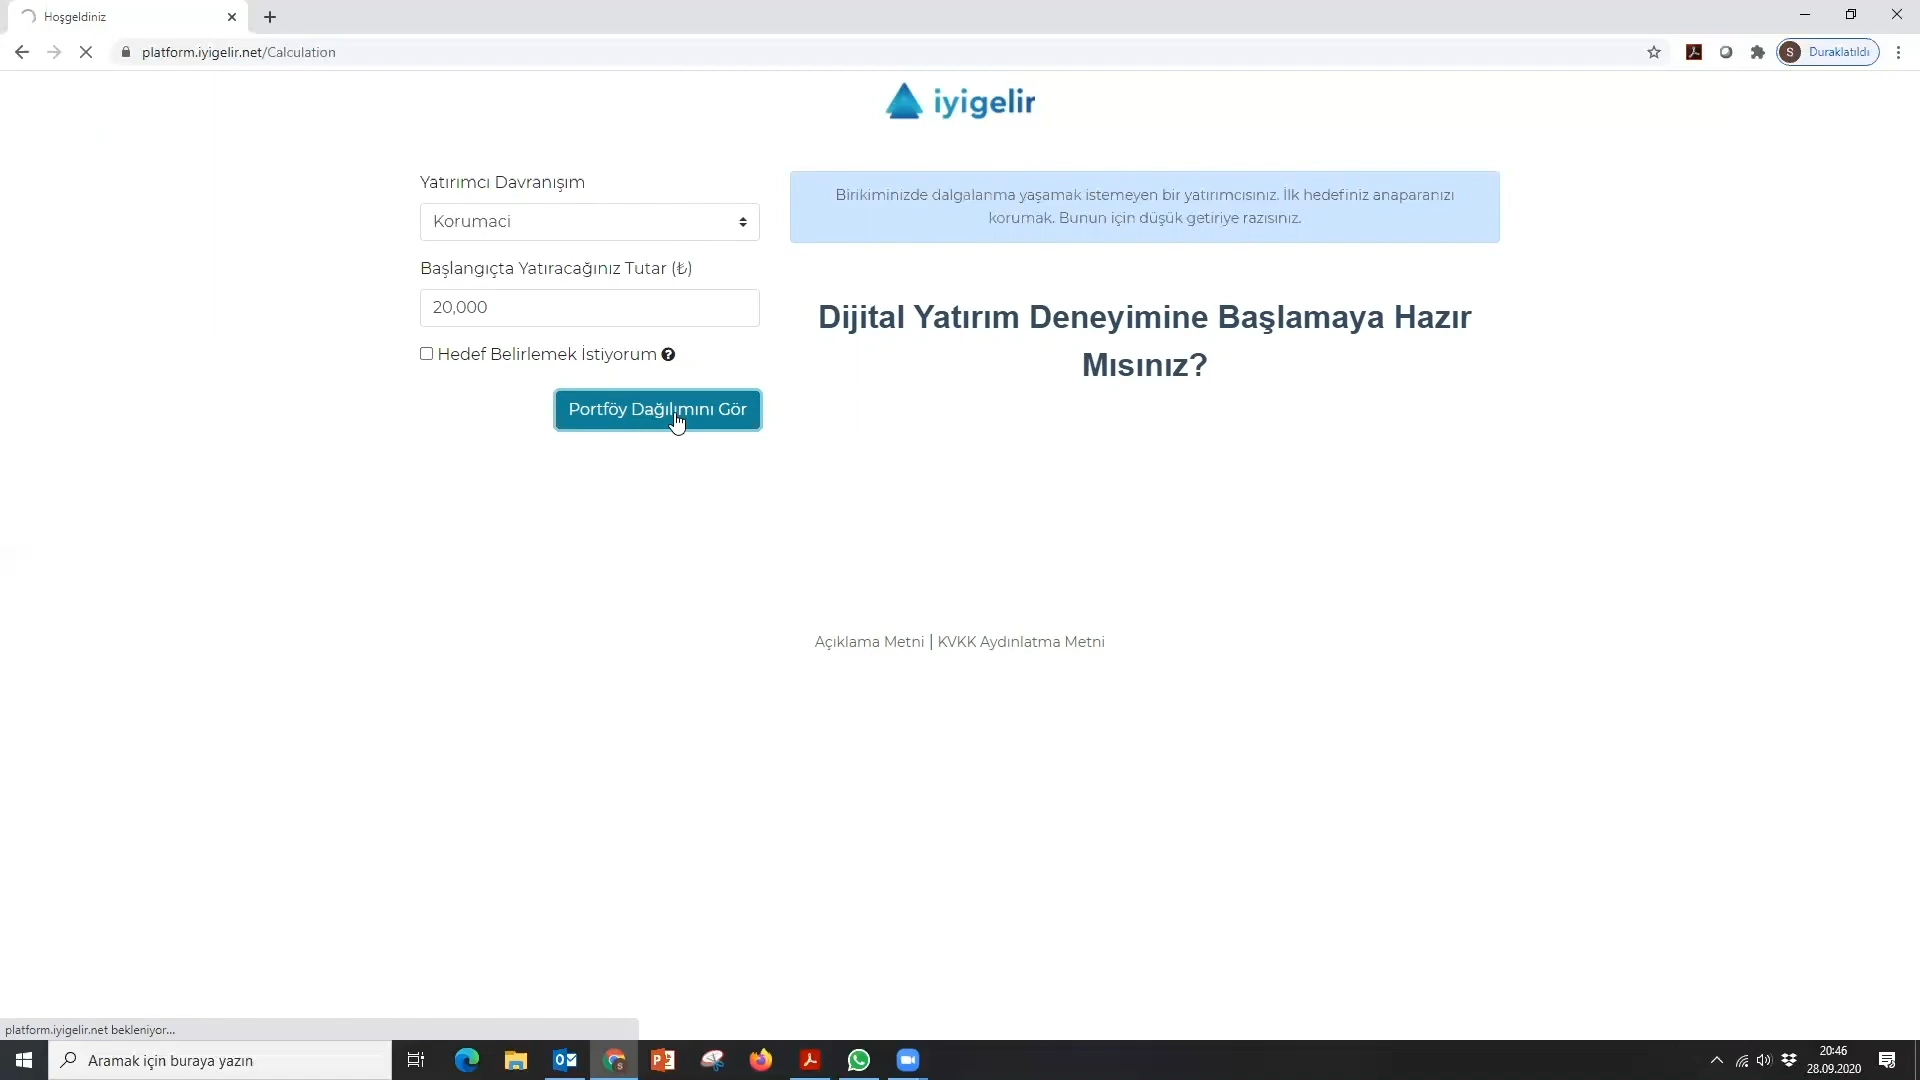 Hoşgeldiniz
platform.iyigelir.net/Calculation
S
Duraklatıldı
iyigelir
Yatırımcı Davranışım
Korumaci
Başlangıçta Yatıracağınız Tutar (₺)
20,000
Hedef Belirlemek İstiyorum ?
Portföy Dağılımını Gör
Birikiminizde dalgalanma yaşamak istemeyen bir yatırımcısınız. İlk hedefiniz anaparanızı
korumak. Bunun için düşük getiriye razısınız.
Dijital Yatırım Deneyimine Başlamaya Hazır
Mısınız?
Açıklama Metni | KVKK Aydınlatma Metni
platform.iyigelir.net bekleniyor...
Aramak için buraya yazın
20:46
28.09.2020